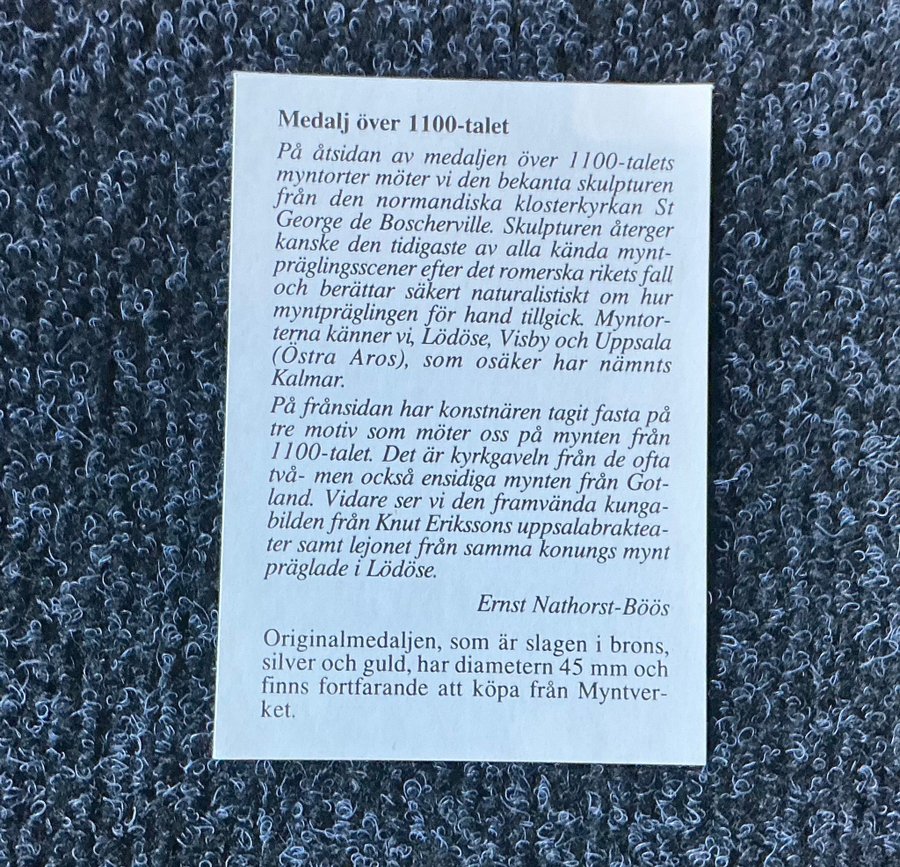 Medalj över 1100-talet
På åtsidan av medaljen över 1100-talets
myntorter möter vi den bekanta skulpturen
från den normandiska klosterkyrkan St
George de Boscherville. Skulpturen återger
kanske den tidigaste av alla kända mynt-
präglingsscener efter det romerska rikets fall
och berättar säkert naturalistiskt om hur
myntpräglingen för hand tillgick. Myntor-
terna känner vi, Lödöse, Visby och Uppsala
(Östra Aros), som osäker har nämnts
Kalmar.
På frånsidan har konstnären tagit fasta på
tre motiv som möter oss på mynten från
1100-talet. Det är kyrkgaveln från de ofta
två- men också ensidiga mynten från Got-
land. Vidare ser vi den framvända kunga-
bilden från Knut Erikssons uppsalabraktea-
ter samt lejonet från samma konungs mynt
präglade i Lödöse.
Ernst Nathorst-Böös
Originalmedaljen, som är slagen i brons,
silver och guld, har diametern 45 mm och
finns fortfarande att köpa från Myntver-
ket.